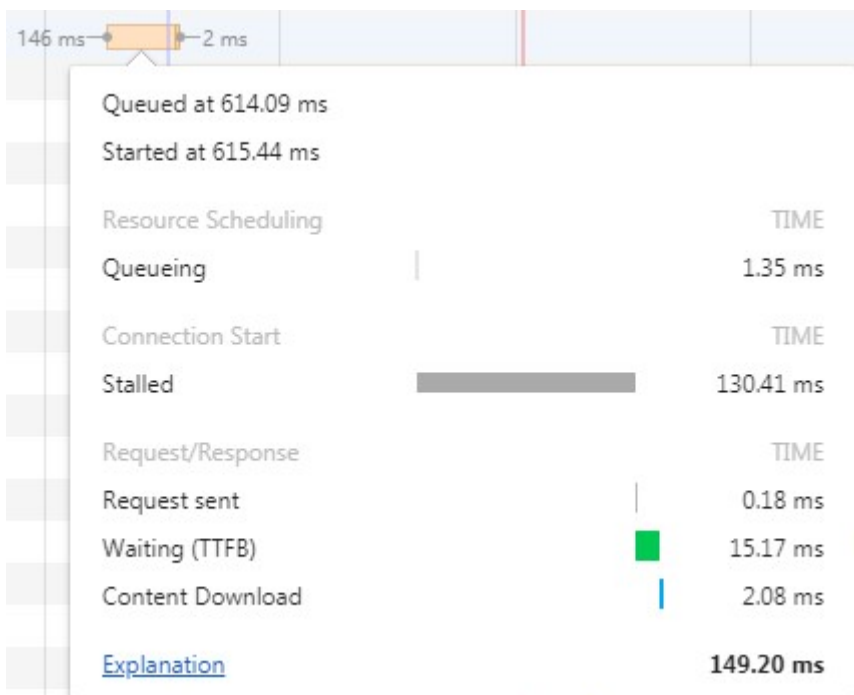 146 ms 2 ms
Queued at 614.09 ms
Started at 615.44 ms
Resource Scheduling TIME
Queueing 1.35 ms
Connection Start TIME
Stalled 130.41 ms
Request/Response TIME
Request sent 0.18 ms
Waiting (TTFB) 15.17 ms
Content Download 2.08 ms
Explanation 149.20 ms